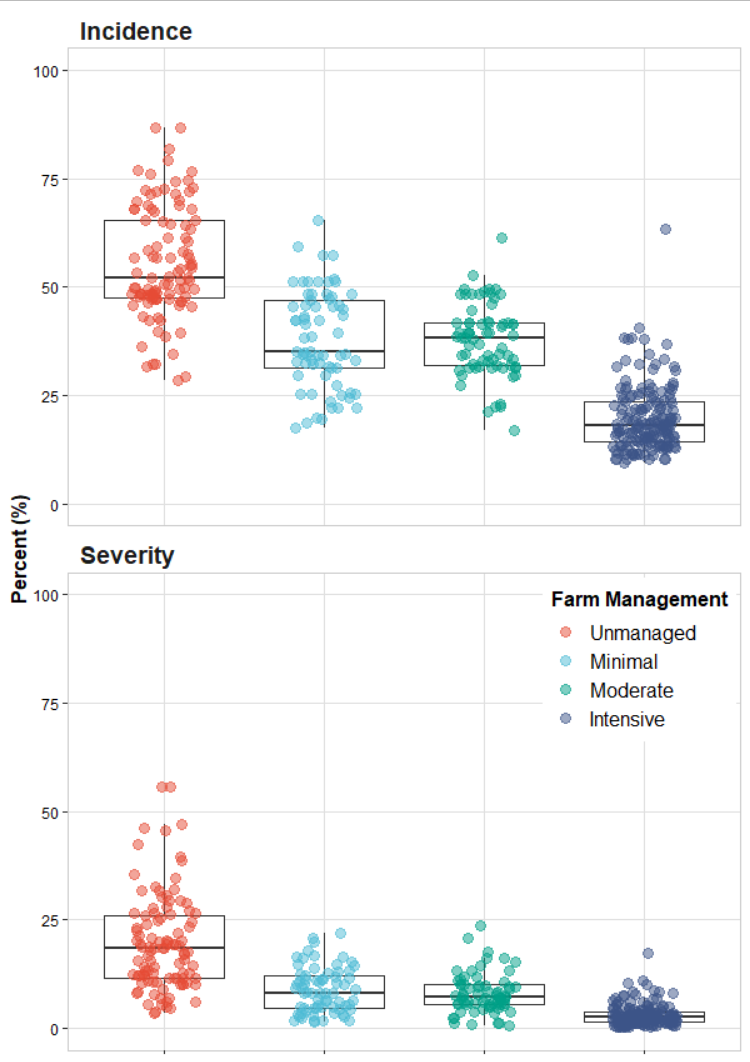 Incidence
100
75
50
25
0
Percent (%)
Severity
100
75
50
25
0
Farm Management
Unmanaged
Minimal
Moderate
Intensive